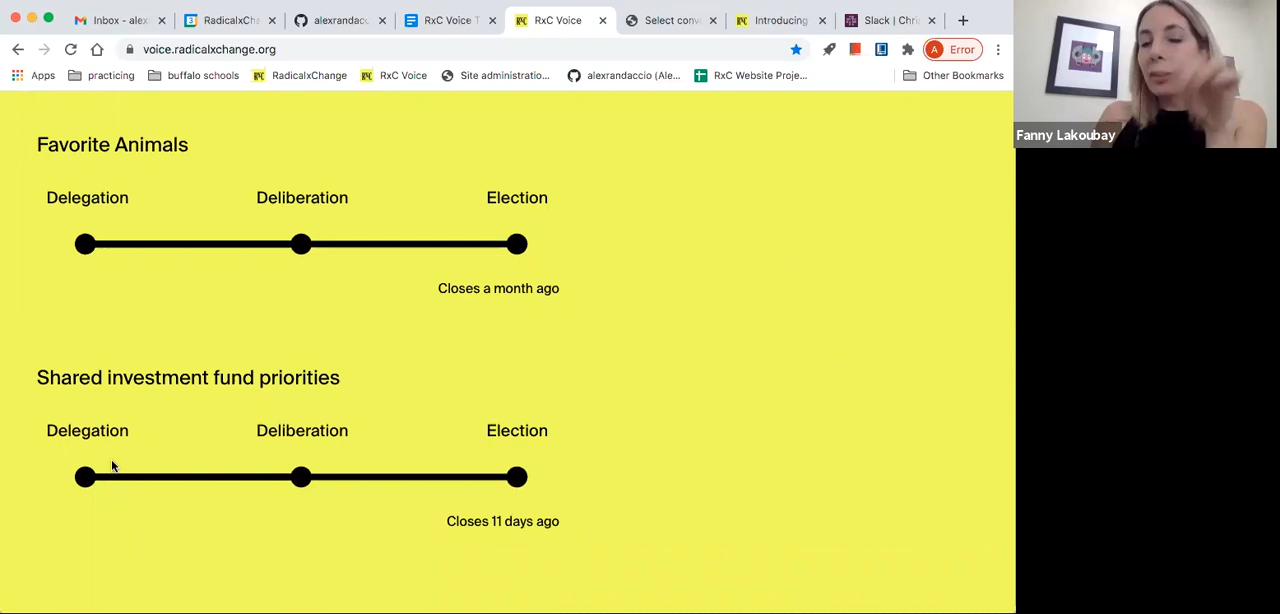 Inbox - alex
RadicalxCh
alexrandacc
RxC Voice T
RxC Voice
Select conv
Introducing
Slack | Chri
voice.radicalxchange.org
A Error
Apps practicing buffalo schools RadicalxChange RxC Voice Site administratio... alexrandaccio (Ale... RxC Website Proje... Other Bookmarks
Fanny Lakoubay
Favorite Animals
Delegation Deliberation Election
Closes a month ago
Shared investment fund priorities
Delegation Deliberation Election
Closes 11 days ago